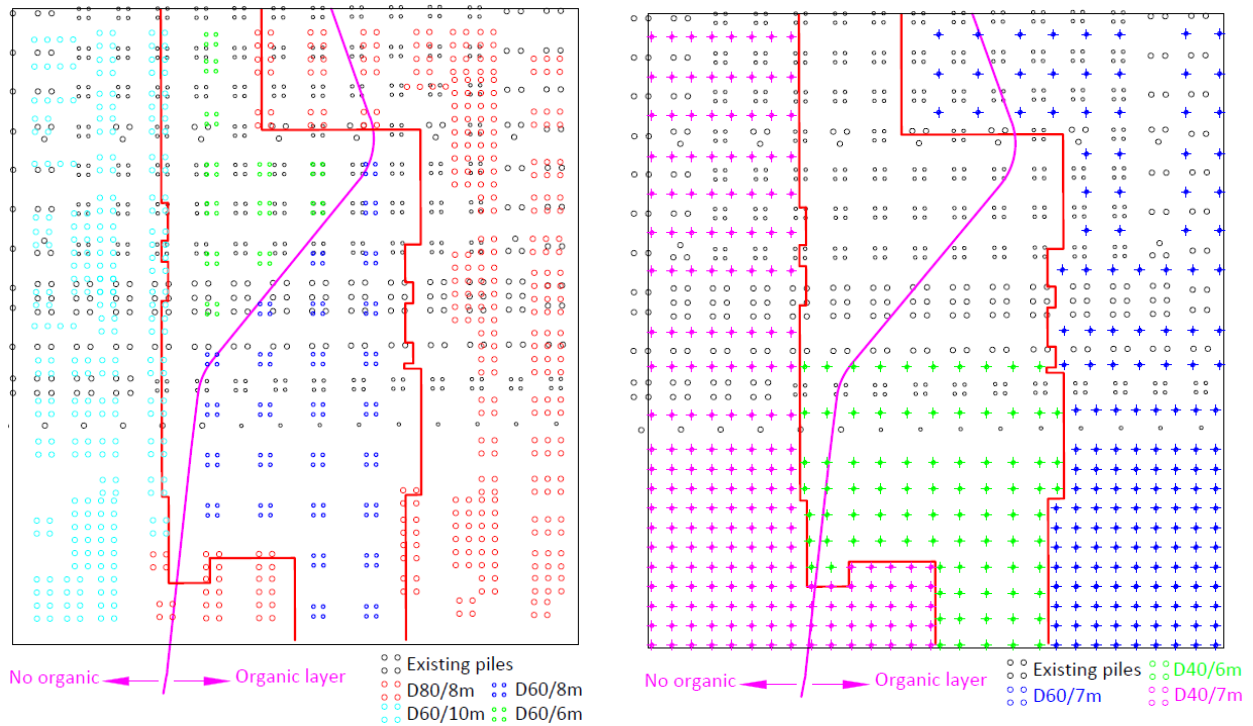 No organic
Organic layer
Existing piles
D80/8m
D60/8m
D60/10m
D60/6m
No organic
Organic layer
Existing piles
D40/6m
D60/7m
D40/7m